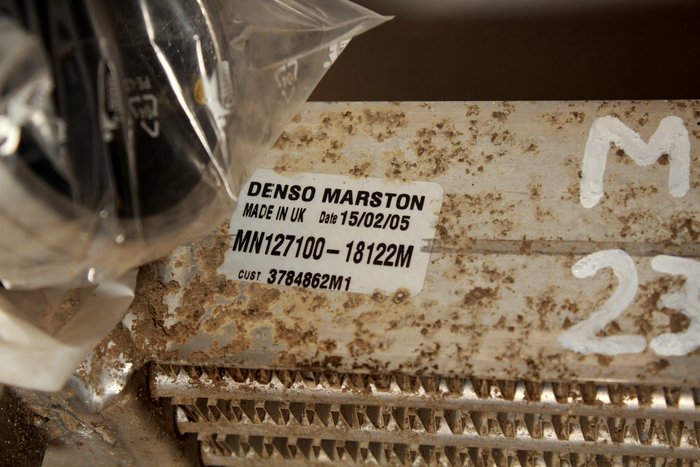 DENSO MARSTON
MADE IN UK Date 15/02/05
MN127100-18122M
CUST 3784862M1
M
23